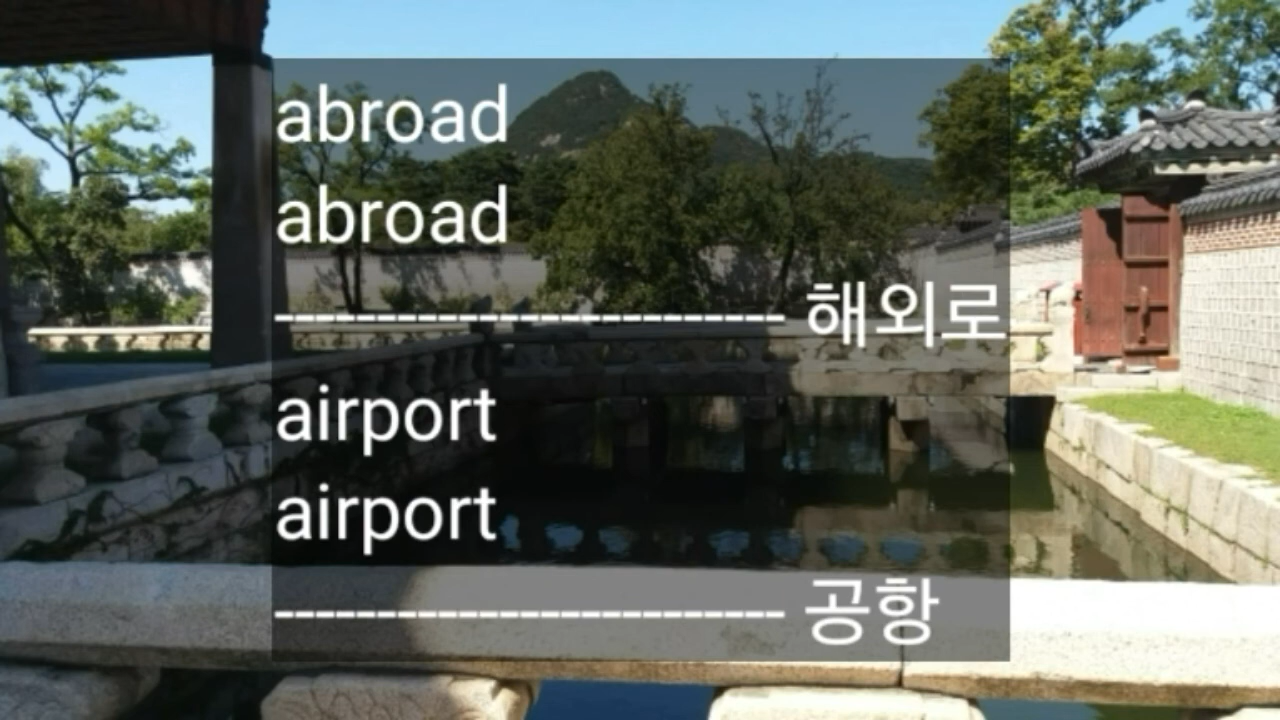 abroad
abroad
------------------------- 해외로
airport
airport
------------------------- 공항